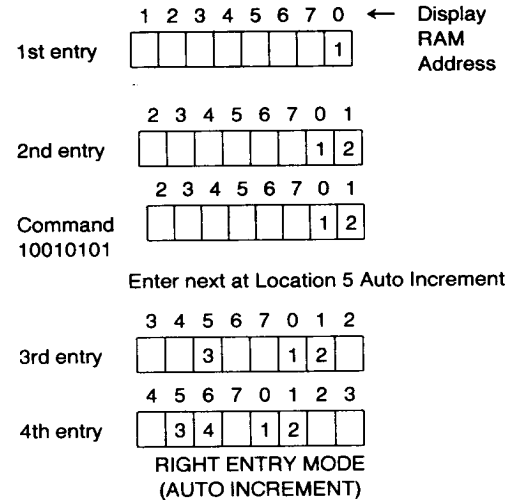 1 2 3 4 5 6 7 0 ← Display
RAM
Address
1st entry 1
2 3 4 5 6 7 0 1
2nd entry 1 2
2 3 4 5 6 7 0 1
Command 1 2
10010101
Enter next at Location 5 Auto Increment
3 4 5 6 7 0 1 2
3rd entry 3 1 2
4 5 6 7 0 1 2 3
4th entry 3 4 1 2
RIGHT ENTRY MODE
(AUTO INCREMENT)